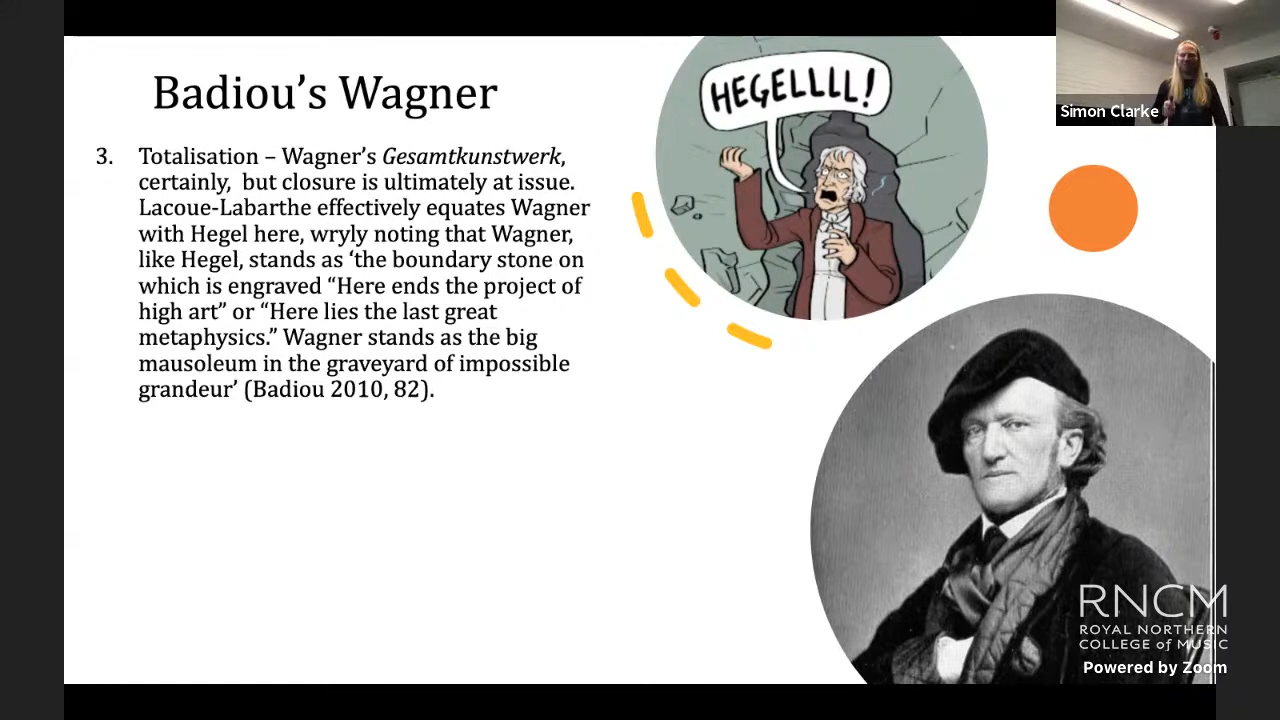 Badiou’s Wagner
3. Totalisation – Wagner’s Gesamtkunstwerk,
certainly,  but closure is ultimately at issue.
Lacoue-Labarthe effectively equates Wagner
with Hegel here, wryly noting that Wagner,
like Hegel, stands as ‘the boundary stone on
which is engraved “Here ends the project of
high art” or “Here lies the last great
metaphysics.” Wagner stands as the big
mausoleum in the graveyard of impossible
grandeur’ (Badiou 2010, 82).
HEGELLLL!
Simon Clarke
RNCM
ROYAL NORTHERN
COLLEGE of MUSIC
Powered by Zoom